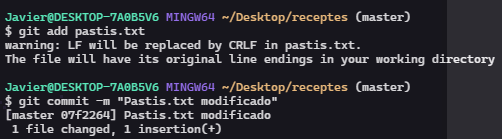 Javier@DESKTOP-7A0B5V6 MINGW64 ~/Desktop/receptes (master)
$ git add pastis.txt
warning: LF will be replaced by CRLF in pastis.txt.
The file will have its original line endings in your working directory
Javier@DESKTOP-7A0B5V6 MINGW64 ~/Desktop/receptes (master)
$ git commit -m "Pastis.txt modificado"
[master 07f2264] Pastis.txt modificado
1 file changed, 1 insertion(+)